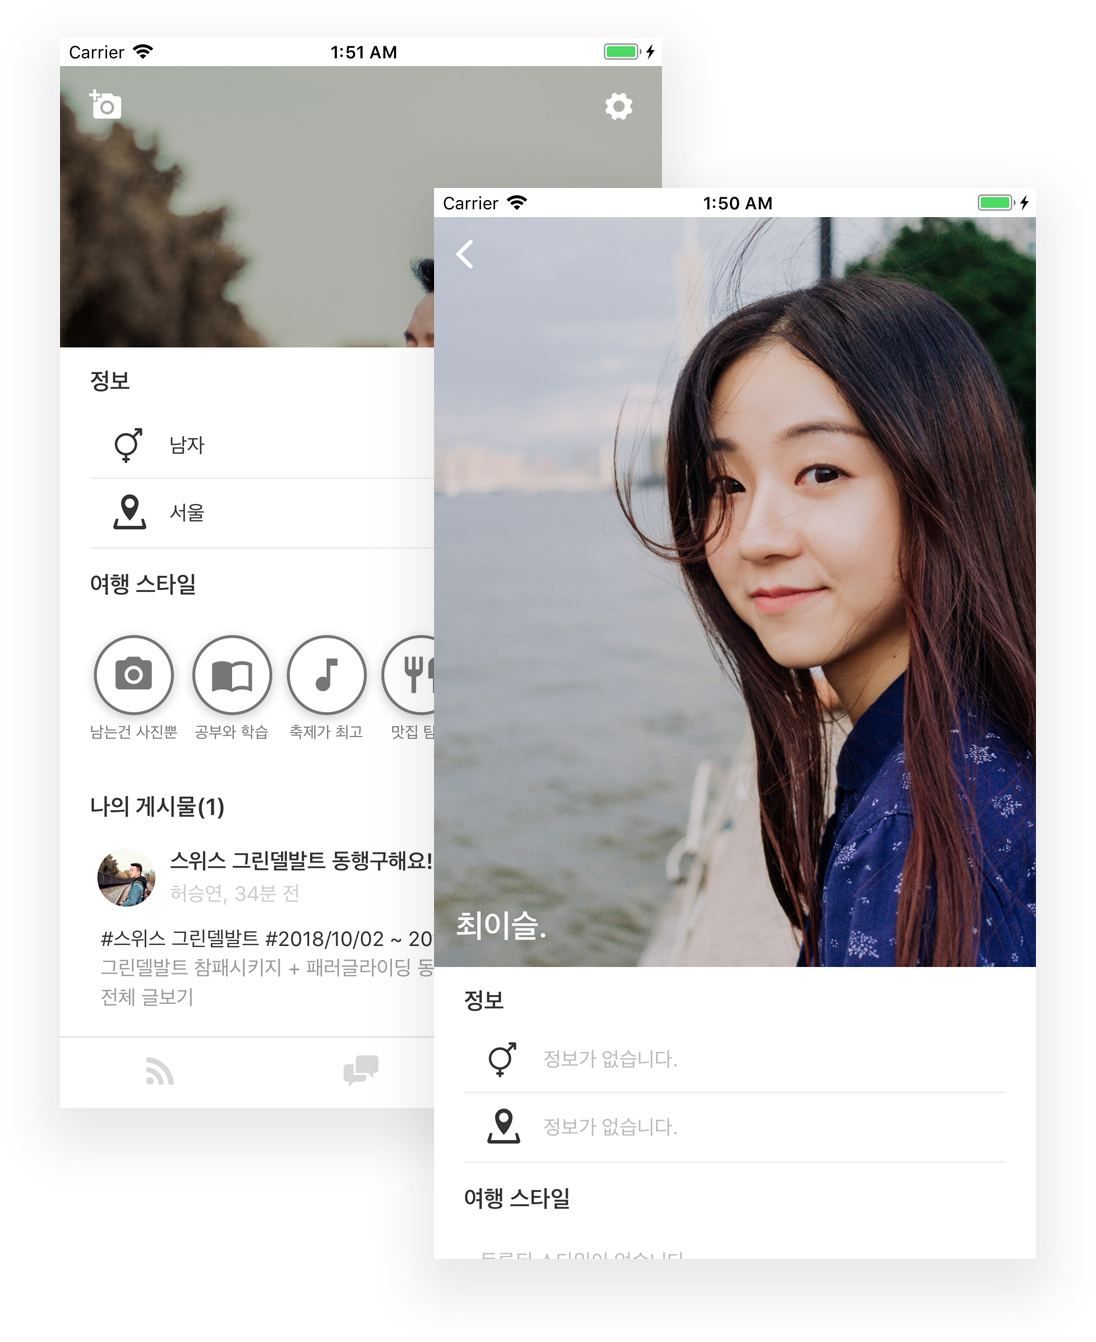 Carrier
1:51 AM
정보
남자
서울
여행 스타일
남는건 사진뿐
공부와 학습
축제가 최고
맛집
나의 게시물(1)
스위스 그린델발트 동행구해요!
허승연, 34분 전
#스위스 그린델발트 #2018/10/02 ~ 20
그린델발트 참패시키지 + 패러글라이딩 동
전체 글보기
Carrier
1:50 AM
최이슬.
정보
정보가 없습니다.
정보가 없습니다.
여행 스타일